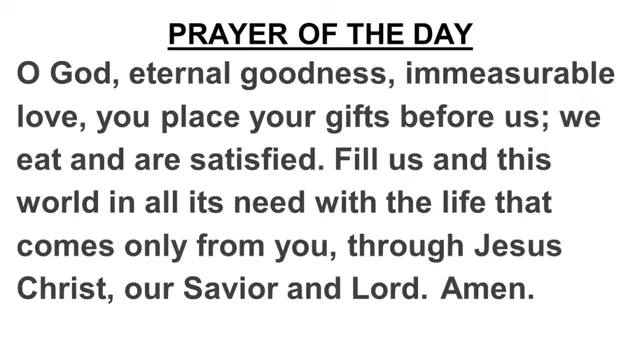 PRAYER OF THE DAY
O God, eternal goodness, immeasurable
love, you place your gifts before us; we
eat and are satisfied. Fill us and this
world in all its need with the life that
comes only from you, through Jesus
Christ, our Savior and Lord. Amen.